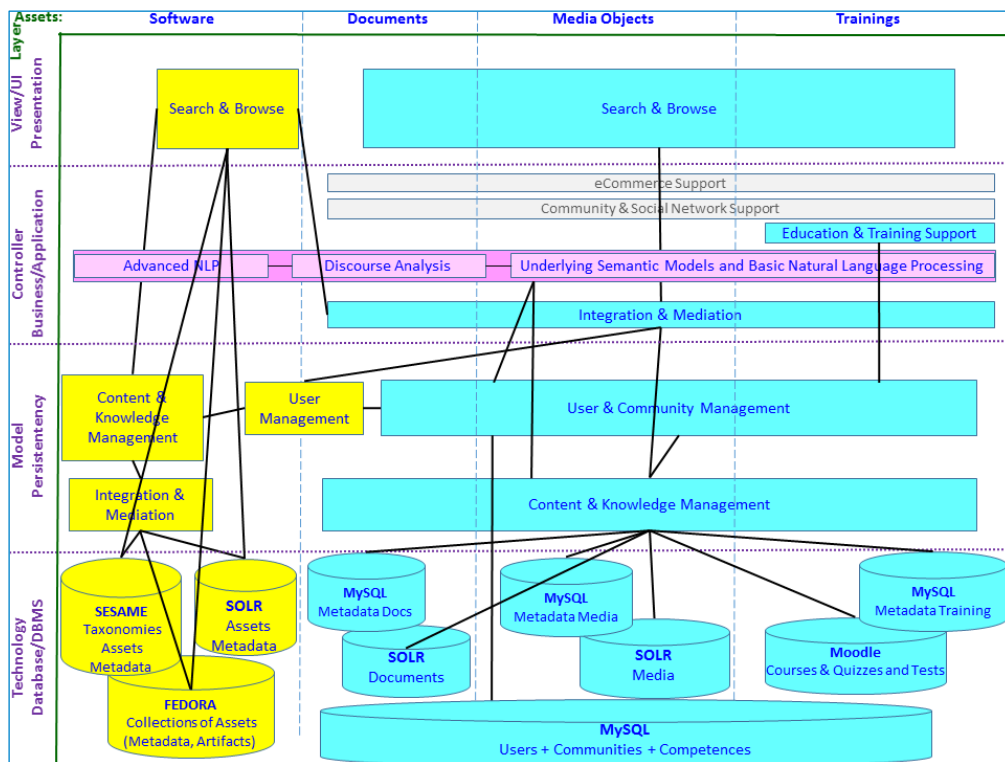 Assets:
Software
Documents
Media Objects
Trainings
Layer
View/UI
Presentation
Search & Browse
Search & Browse
Controller
Business/Application
eCommerce Support
Community & Social Network Support
Education & Training Support
Advanced NLP
Discourse Analysis
Underlying Semantic Models and Basic Natural Language Processing
Integration & Mediation
Model
Persistentency
Content &
Knowledge
Management
User
Management
User & Community Management
Integration &
Mediation
Content & Knowledge Management
Technology
Database/DBMS
SESAME
Taxonomies
Assets
Metadata
SOLR
Assets
Metadata
FEDORA
Collections of Assets
(Metadata, Artifacts)
MySQL
Metadata Docs
SOLR
Documents
MySQL
Metadata Media
SOLR
Media
MySQL
Metadata Training
Moodle
Courses & Quizzes and Tests
MySQL
Users + Communities + Competences